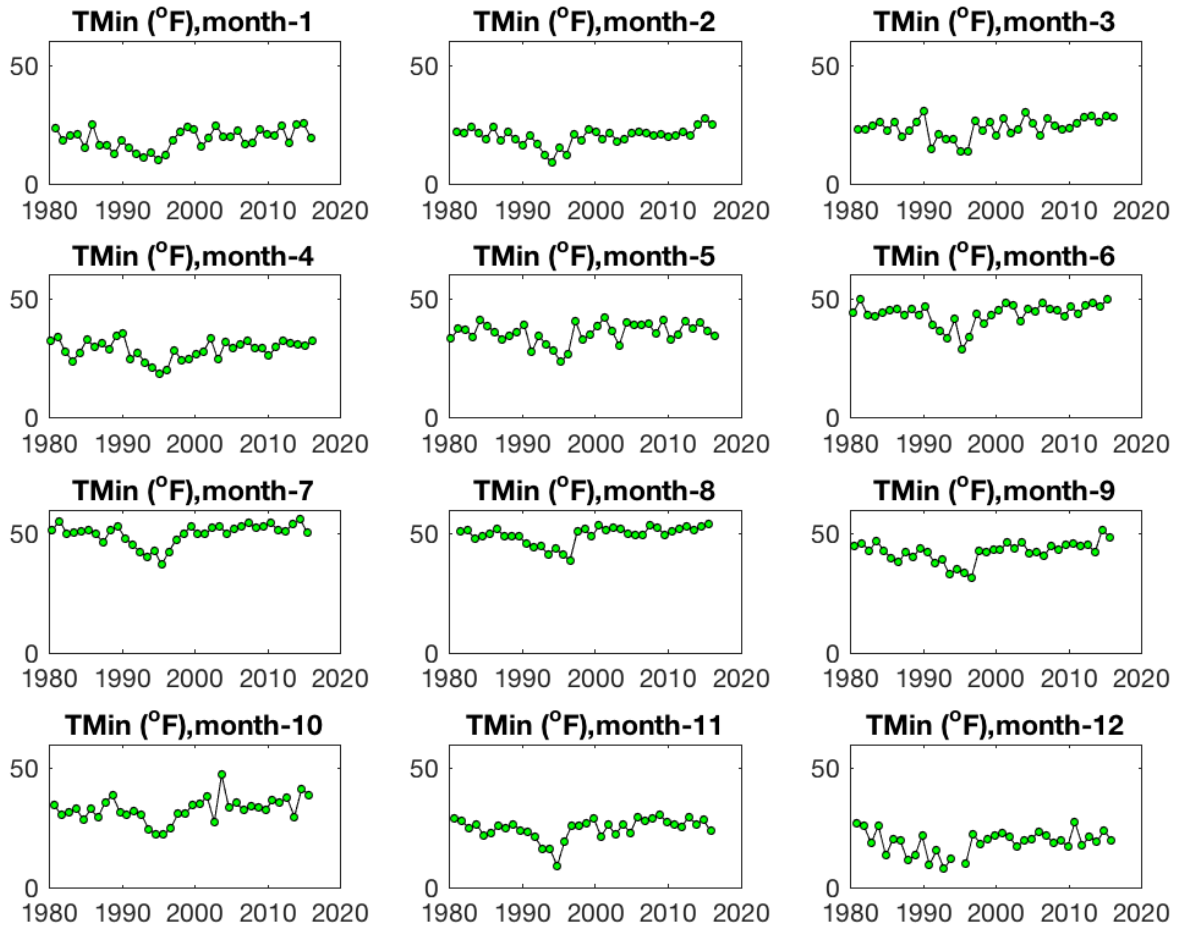 TMin (°F),month-1
TMin (°F),month-2
TMin (°F),month-3
50
0
1980 1990 2000 2010 2020
50
0
1980 1990 2000 2010 2020
50
0
1980 1990 2000 2010 2020
TMin (°F),month-4
TMin (°F),month-5
TMin (°F),month-6
50
0
1980 1990 2000 2010 2020
50
0
1980 1990 2000 2010 2020
50
0
1980 1990 2000 2010 2020
TMin (°F),month-7
TMin (°F),month-8
TMin (°F),month-9
50
0
1980 1990 2000 2010 2020
50
0
1980 1990 2000 2010 2020
50
0
1980 1990 2000 2010 2020
TMin (°F),month-10
TMin (°F),month-11
TMin (°F),month-12
50
0
1980 1990 2000 2010 2020
50
0
1980 1990 2000 2010 2020
50
0
1980 1990 2000 2010 2020